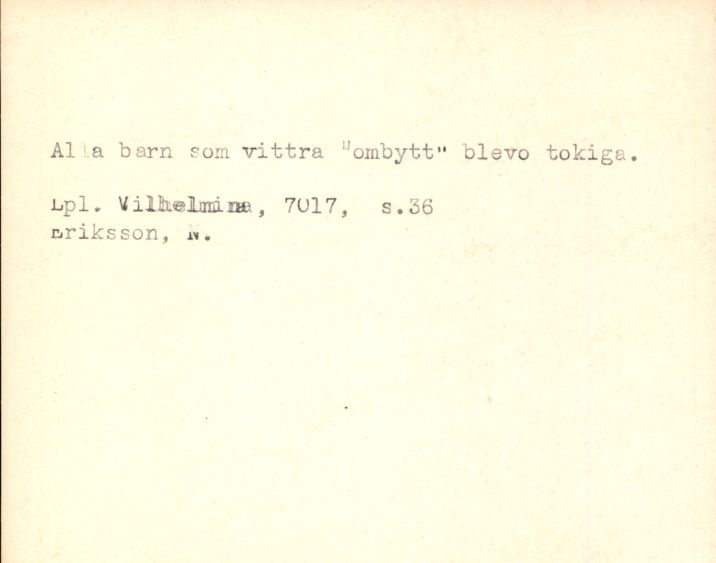 Alla barn som vittra "ombytt" blevo tokiga.
Lpl. Vilhelmina, 7017, s.36
Eriksson, N.